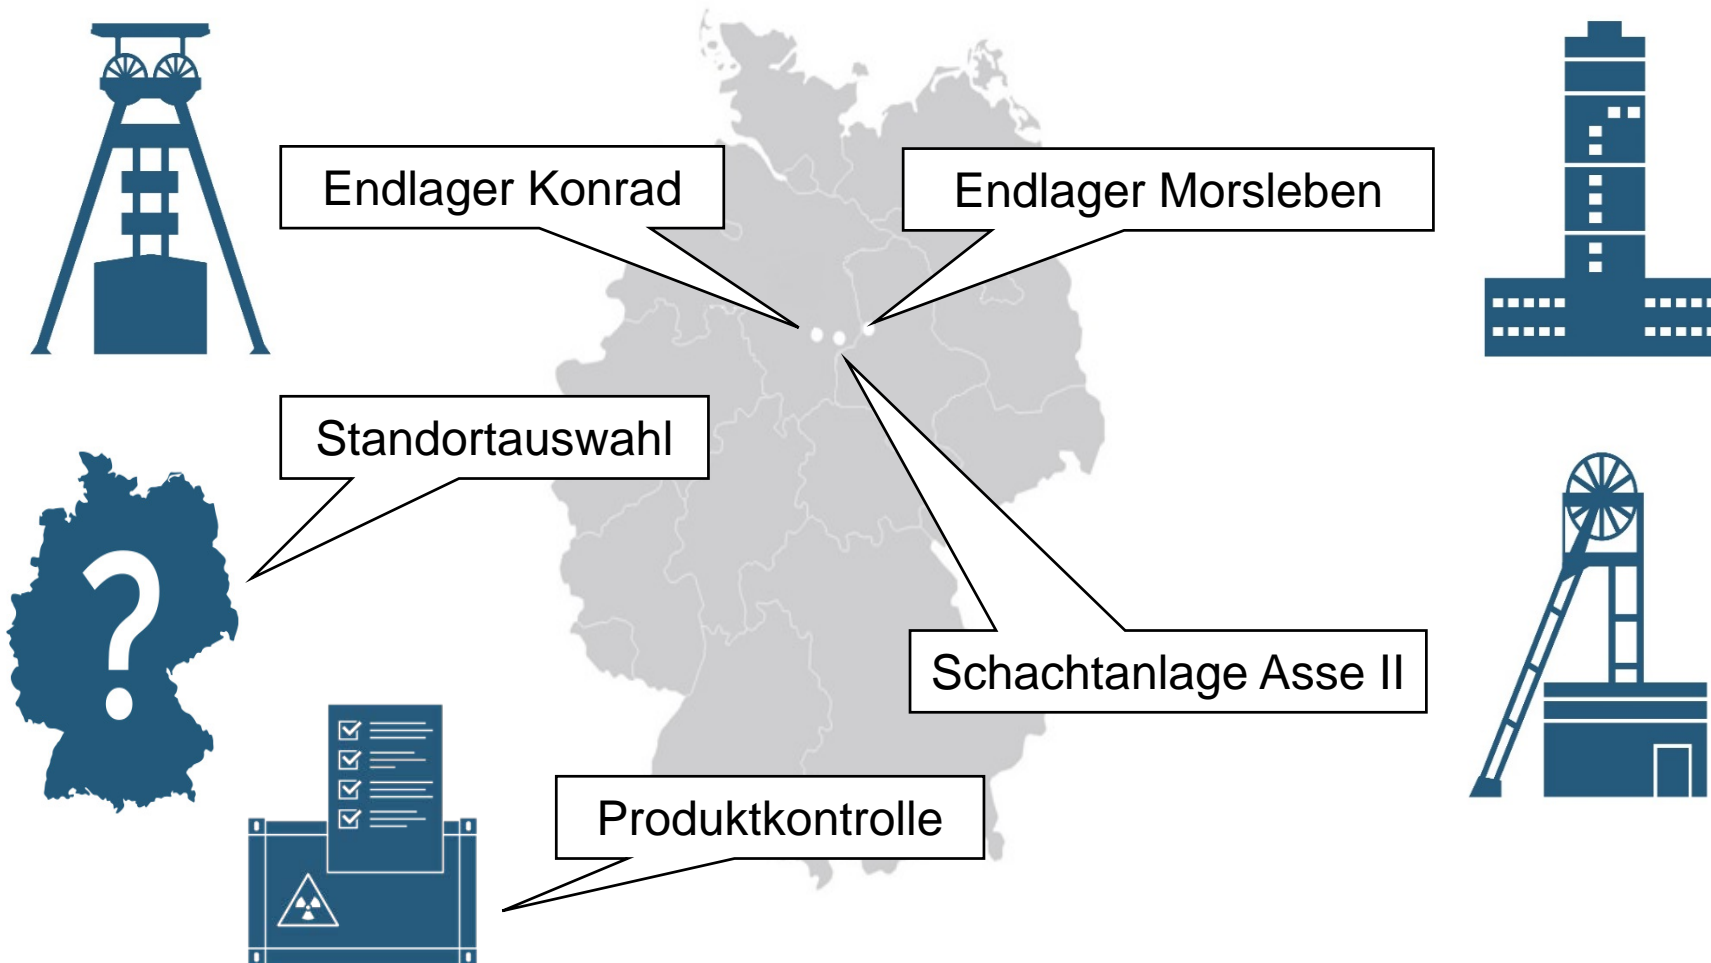 Endlager Konrad
Endlager Morsleben
Standortauswahl
?
Schachtanlage Asse II
Produktkontrolle